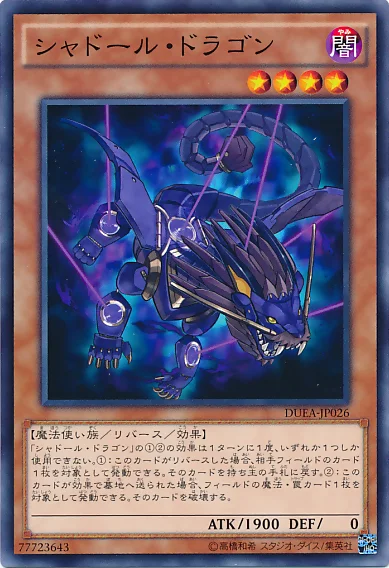 シャドール・ドラゴン
闇
DUEA-JP026
【魔法使い族／リバース／効果】
「シャドール・ドラゴン」の①②の効果は１ターンに１度、いずれか１つしか
使用できない。①：このカードがリバースした場合、相手フィールドのカード
１枚を対象として発動できる。そのカードを持ち主の手札に戻す。②：この
カードが効果で墓地へ送られた場合、フィールドの魔法・罠カード１枚を
対象として発動できる。そのカードを破壊する。
ATK/1900 DEF/ 0
77723643
©高橋和希 スタジオ・ダイス/集英社